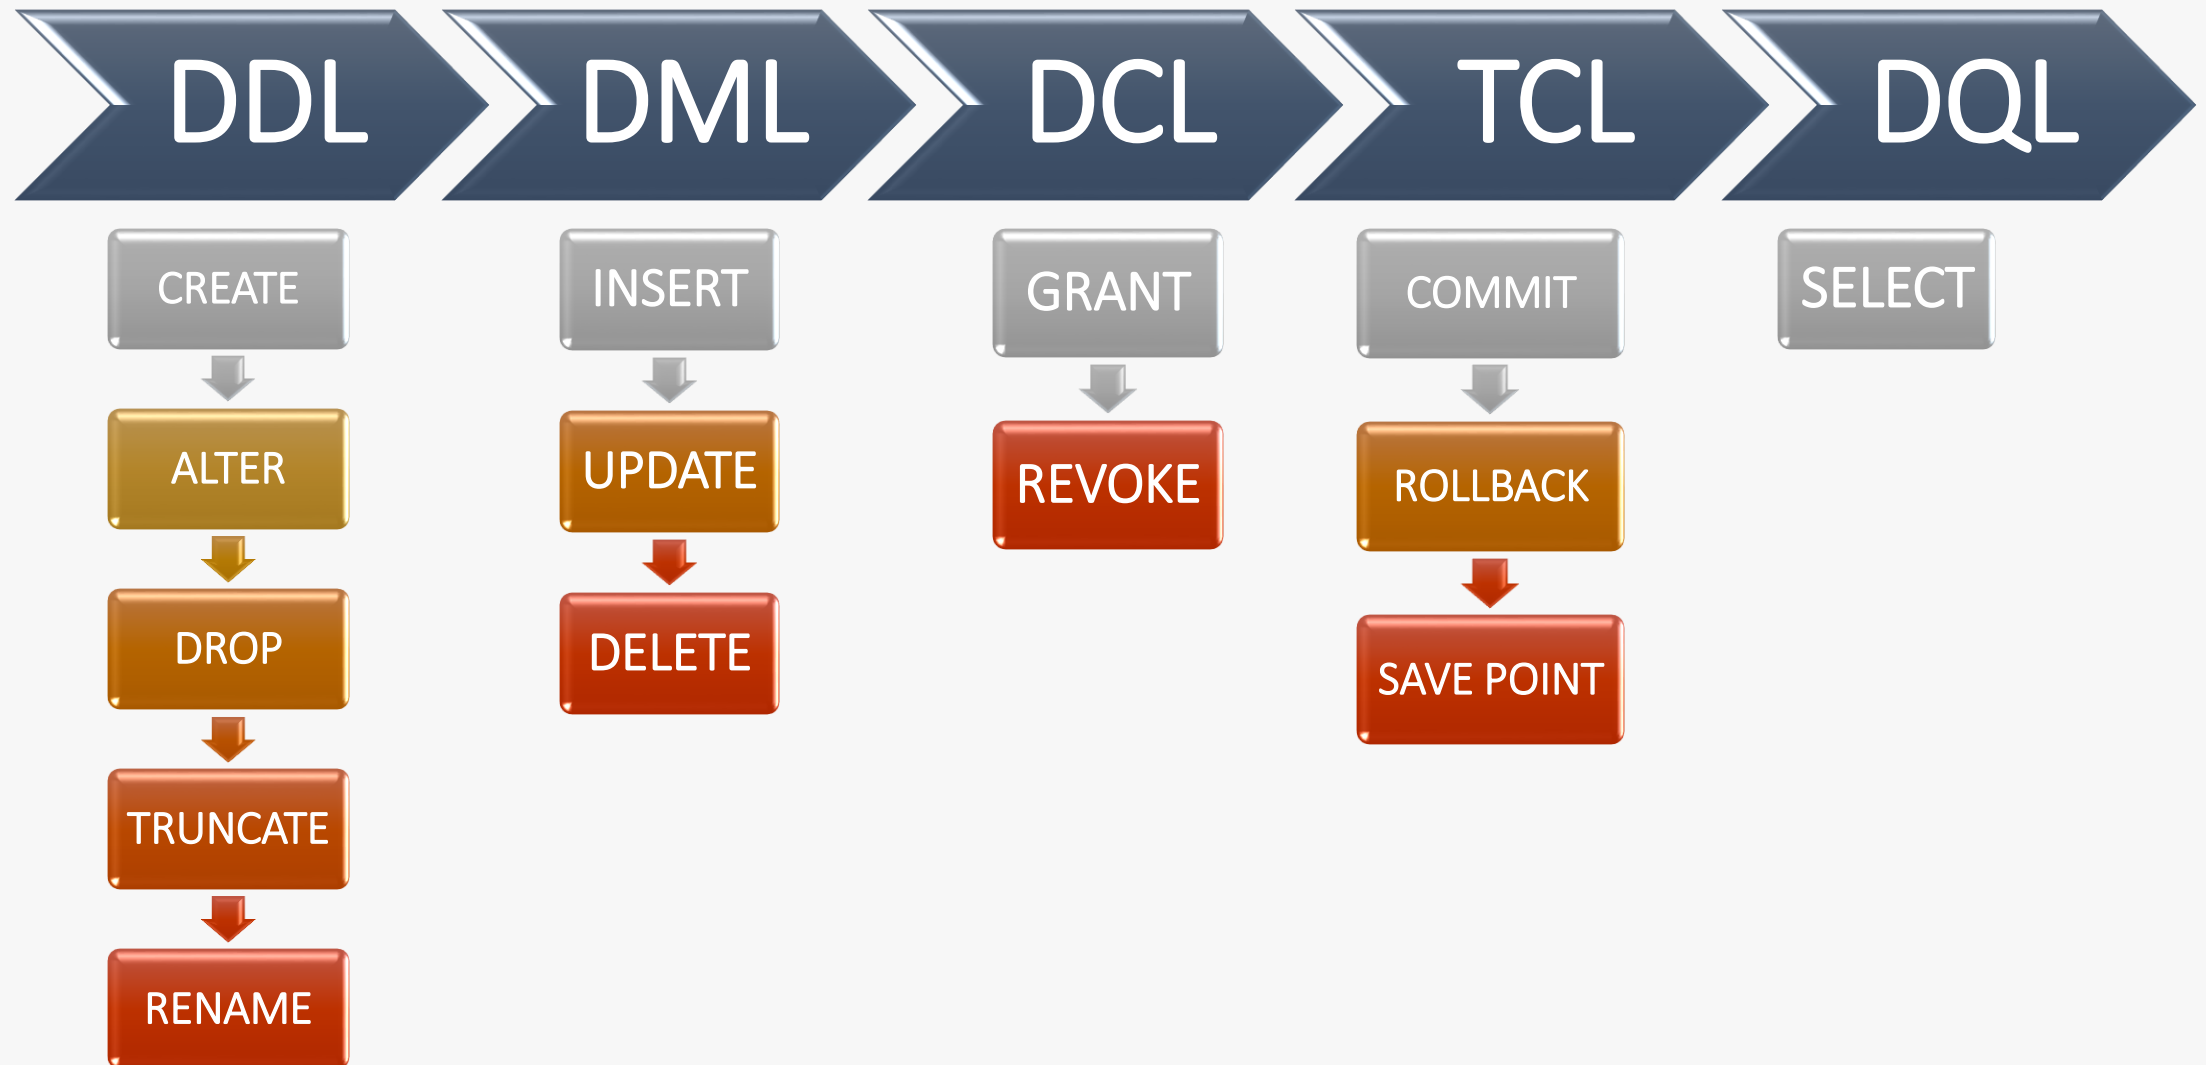 DDL
DML
DCL
TCL
DQL
CREATE
ALTER
DROP
TRUNCATE
RENAME
INSERT
UPDATE
DELETE
GRANT
REVOKE
COMMIT
ROLLBACK
SAVE POINT
SELECT